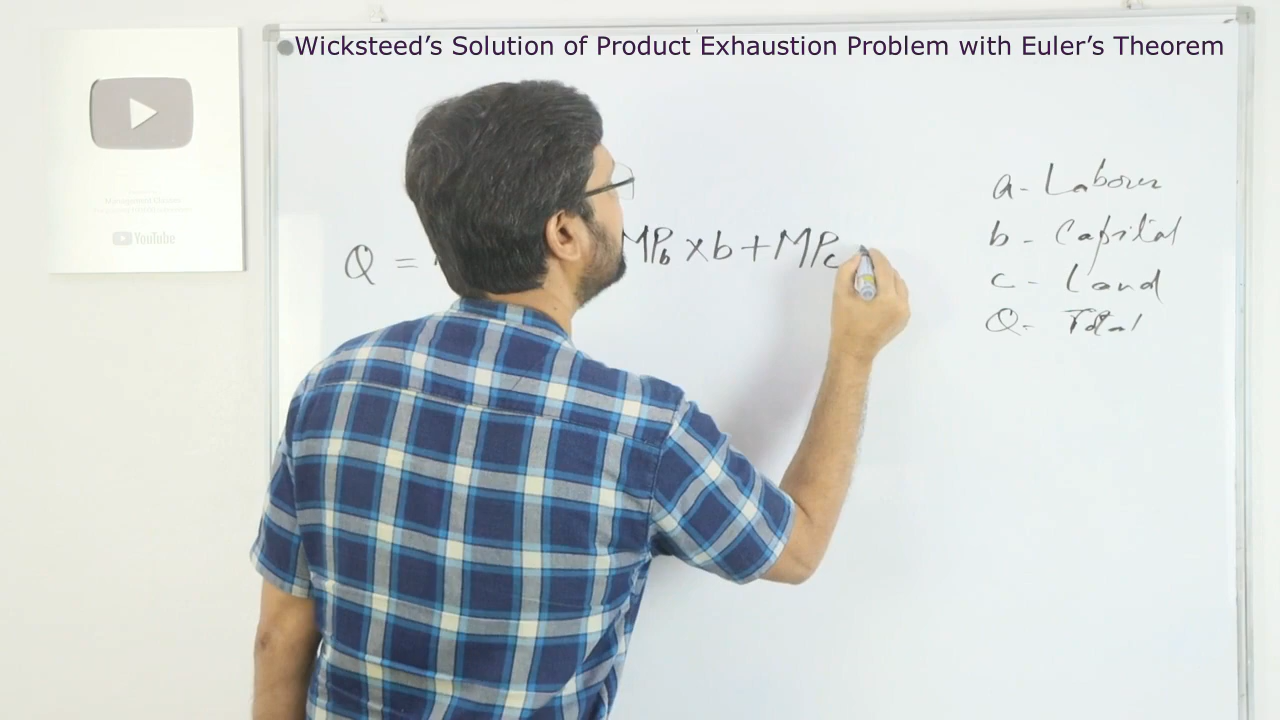 Wicksteed’s Solution of Product Exhaustion Problem with Euler’s Theorem
Q = MPb × b + MPc
a - Labour
b - Capital
c - Land
Q - Total
YouTube